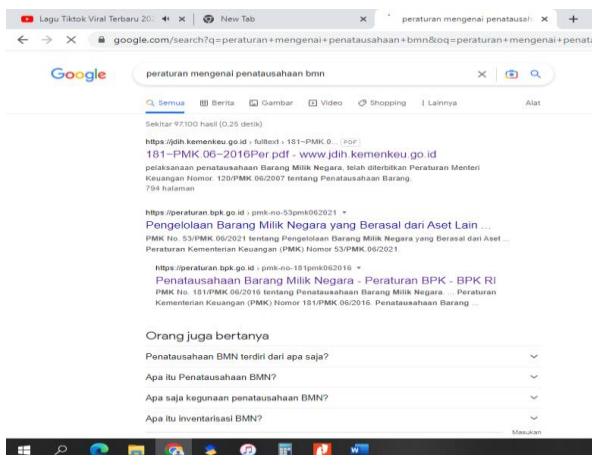 Lagu Tiktok Viral Terbaru 202
New Tab
peraturan mengenai penatausaha
google.com/search?q=peraturan+mengenai+penatausahaan+bmn&oq=peraturan+mengenai+penata
Google
peraturan mengenai penatausahaan bmn
Semua
Berita
Gambar
Video
Shopping
Lainnya
Alat
Sekitar 97.100 hasil (0,25 detik)
https://jdih.kemenkeu.go.id › fulltext › 181~PMK.0... PDF
181~PMK.06~2016Per.pdf - www.jdih.kemenkeu.go.id
pelaksanaan penatausahaan Barang Milik Negara, telah diterbitkan Peraturan Menteri
Keuangan Nomor. 120/PMK.06/2007 tentang Penatausahaan Barang.
794 halaman
https://peraturan.bpk.go.id › pmk-no-53pmk062021
Pengelolaan Barang Milik Negara yang Berasal dari Aset Lain ...
PMK No. 53/PMK.06/2021 tentang Pengelolaan Barang Milik Negara yang Berasal dari Aset ...
Peraturan Kementerian Keuangan (PMK) Nomor 53/PMK.06/2021.
https://peraturan.bpk.go.id › pmk-no-181pmk062016
Penatausahaan Barang Milik Negara - Peraturan BPK - BPK RI
PMK No. 181/PMK.06/2016 tentang Penatausahaan Barang Milik Negara. ... Peraturan
Kementerian Keuangan (PMK) Nomor 181/PMK.06/2016. Penatausahaan Barang ...
Orang juga bertanya
Penatausahaan BMN terdiri dari apa saja?
Apa itu Penatausahaan BMN?
Apa saja kegunaan penatausahaan BMN?
Apa itu inventarisasi BMN?
Masukan